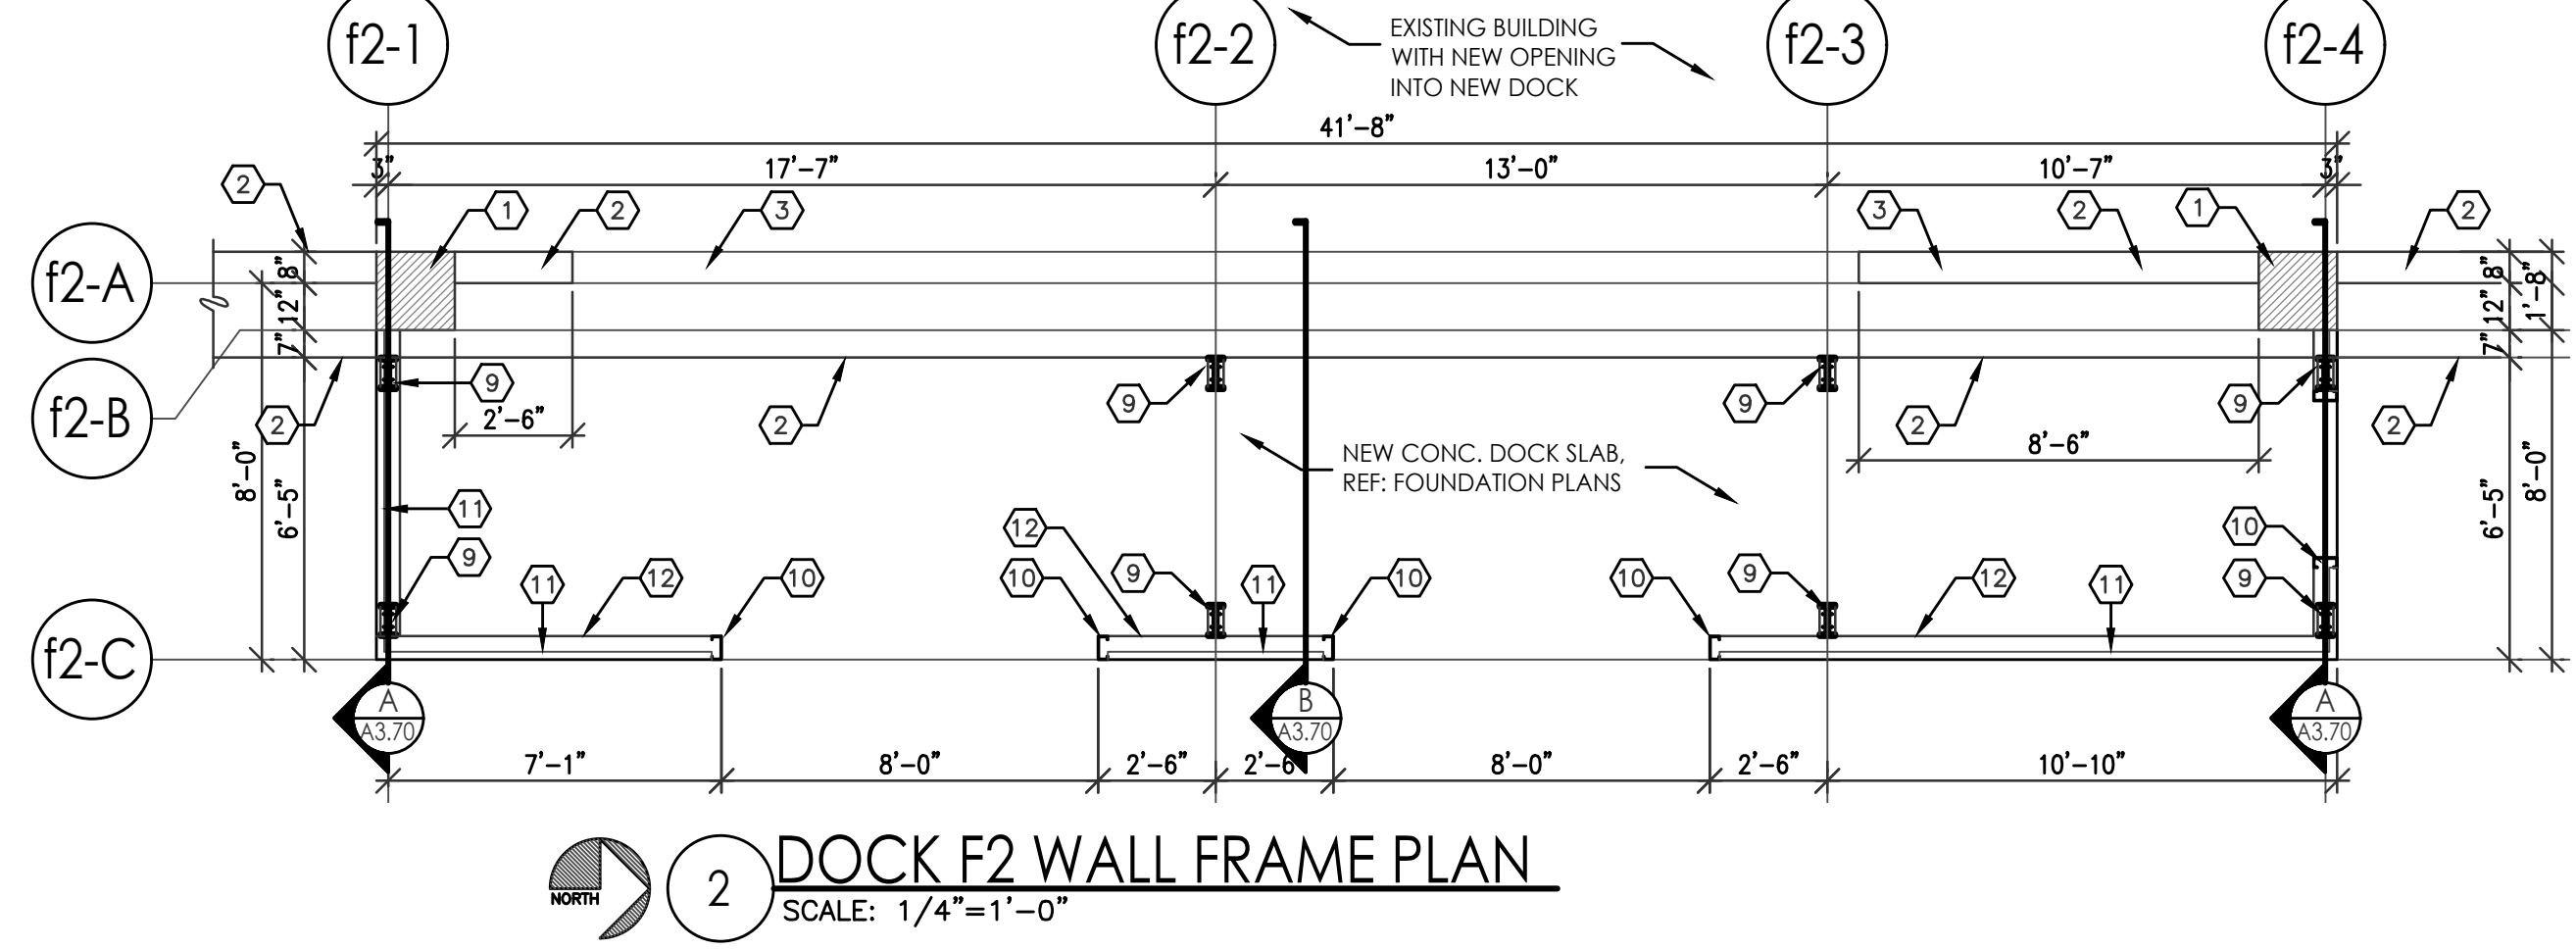 f2-1
f2-2
EXISTING BUILDING
WITH NEW OPENING
INTO NEW DOCK
f2-3
f2-4
41'-8"
3"
17'-7"
13'-0"
10'-7"
3"
2
1
2
3
3
2
1
2
f2-A
8"
12"
7"
8"
12"
7"
1'-8"
f2-B
9
9
9
9
2
2'-6"
2
2
2
8'-6"
NEW CONC. DOCK SLAB,
REF: FOUNDATION PLANS
8'-0"
6'-5"
6'-5"
8'-0"
11
12
10
9
11
12
10
10
9
11
10
10
9
12
11
9
f2-C
A
A3.70
B
A3.70
A
A3.70
7'-1"
8'-0"
2'-6"
2'-6
8'-0"
2'-6"
10'-10"
NORTH
2
DOCK F2 WALL FRAME PLAN
SCALE: 1/4"=1'-0"